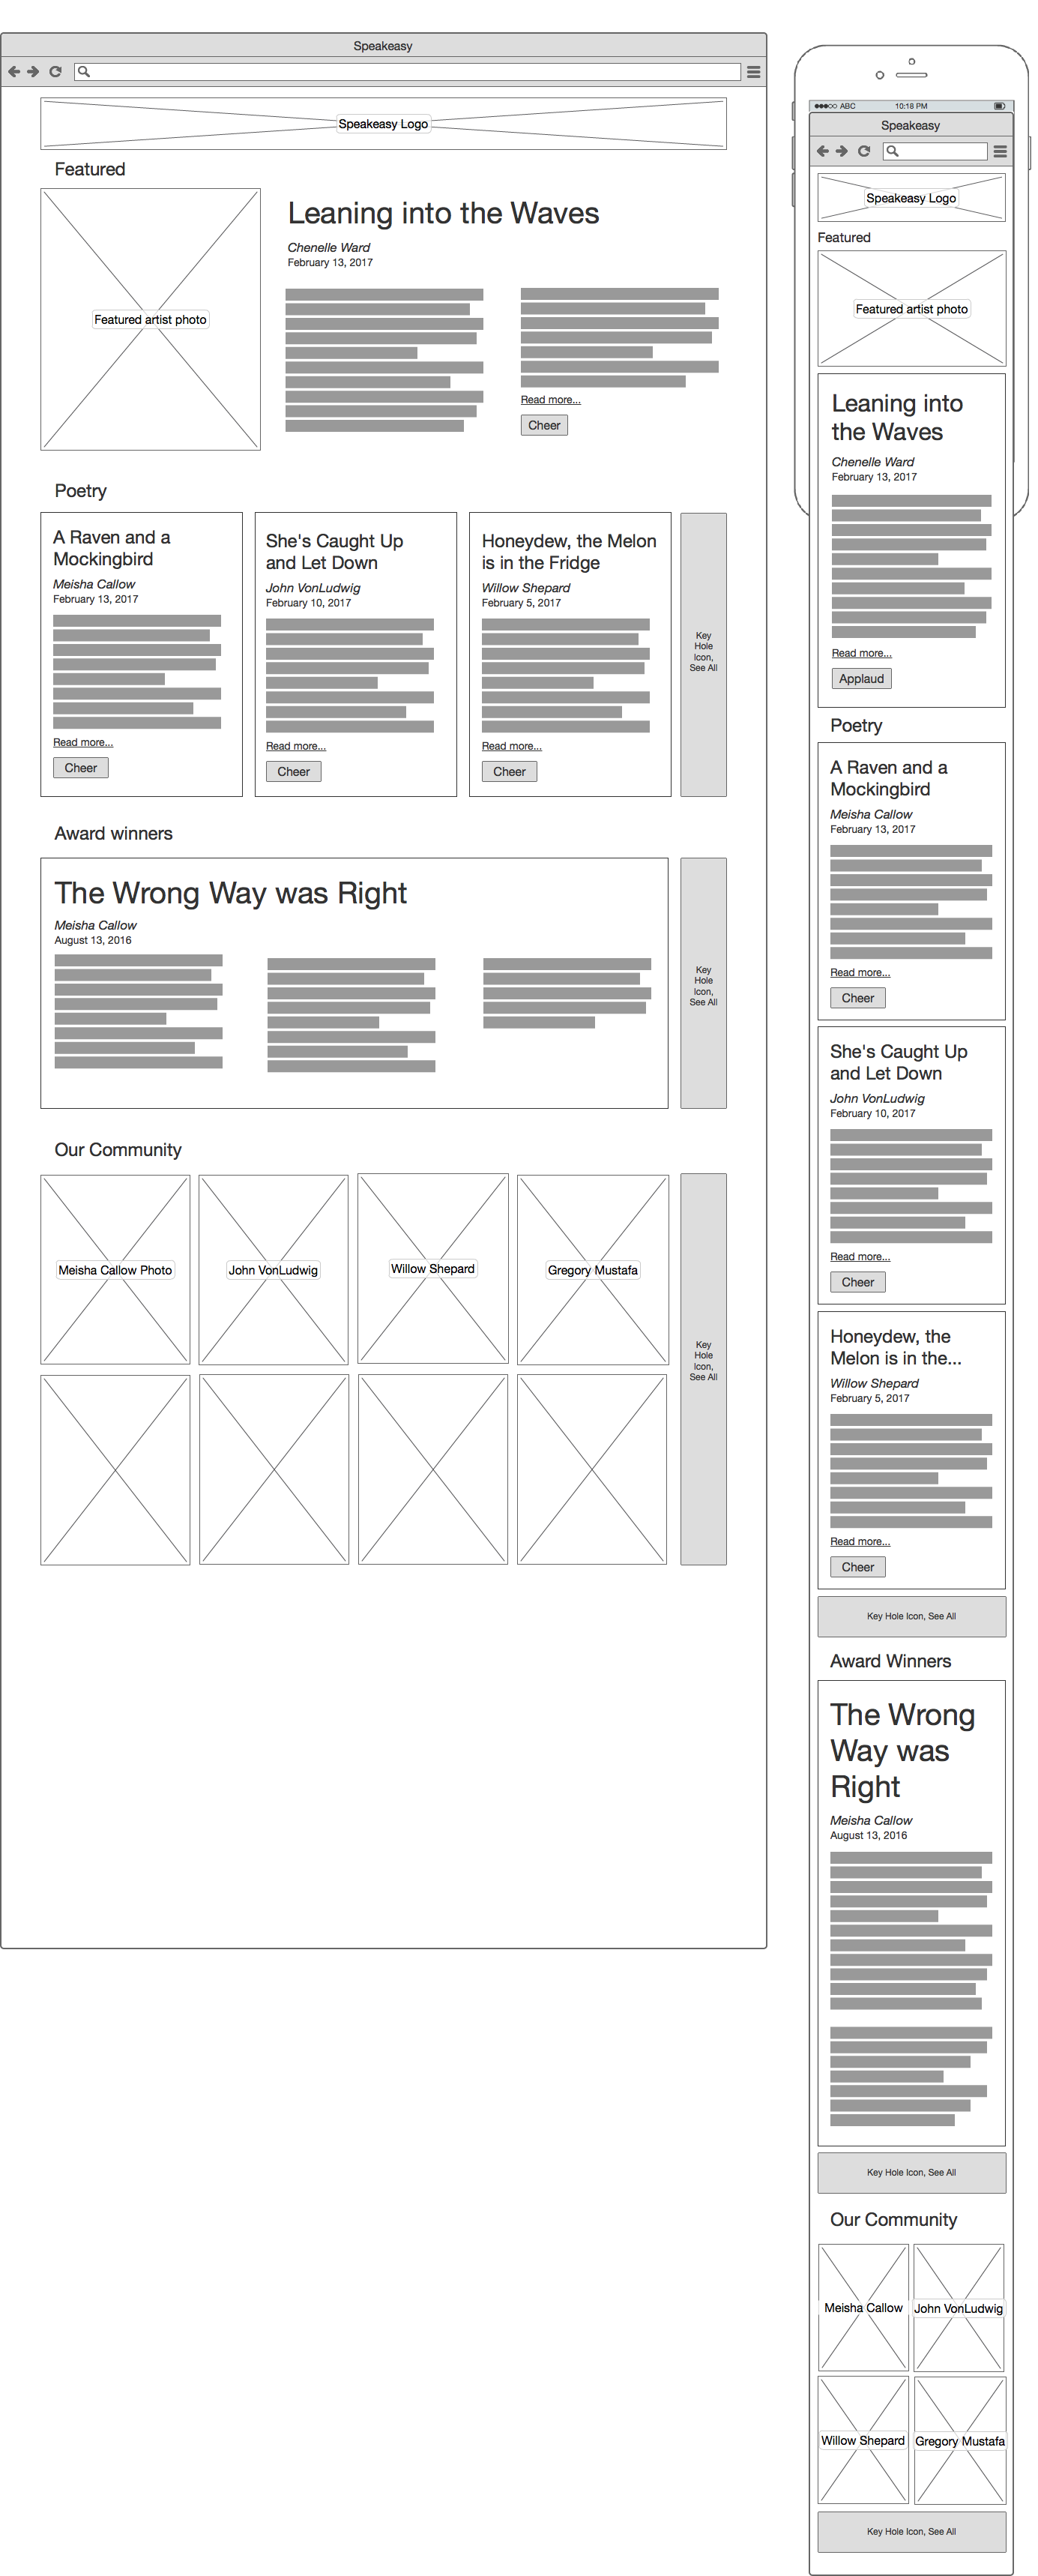 Speakeasy
Speakeasy Logo
Featured
Featured artist photo
Leaning into the Waves
Chenelle Ward
February 13, 2017
Read more...
Cheer
Poetry
A Raven and a
Mockingbird
Meisha Callow
February 13, 2017
Read more...
Cheer
She's Caught Up
and Let Down
John VonLudwig
February 10, 2017
Read more...
Cheer
Honeydew, the Melon
is in the Fridge
Willow Shepard
February 5, 2017
Read more...
Cheer
Key
Hole
Icon,
See All
Award winners
The Wrong Way was Right
Meisha Callow
August 13, 2016
Key
Hole
Icon,
See All
Our Community
Meisha Callow Photo
John VonLudwig
Willow Shepard
Gregory Mustafa
Key
Hole
Icon,
See All
ABC
10:18 PM
Speakeasy
Speakeasy Logo
Featured
Featured artist photo
Leaning into
the Waves
Chenelle Ward
February 13, 2017
Read more...
Applaud
Poetry
A Raven and a
Mockingbird
Meisha Callow
February 13, 2017
Read more...
Cheer
She's Caught Up
and Let Down
John VonLudwig
February 10, 2017
Read more...
Cheer
Honeydew, the
Melon is in the...
Willow Shepard
February 5, 2017
Read more...
Cheer
Key Hole Icon, See All
Award Winners
The Wrong
Way was
Right
Meisha Callow
August 13, 2016
Key Hole Icon, See All
Our Community
Meisha Callow
John VonLudwig
Willow Shepard
Gregory Mustafa
Key Hole Icon, See All